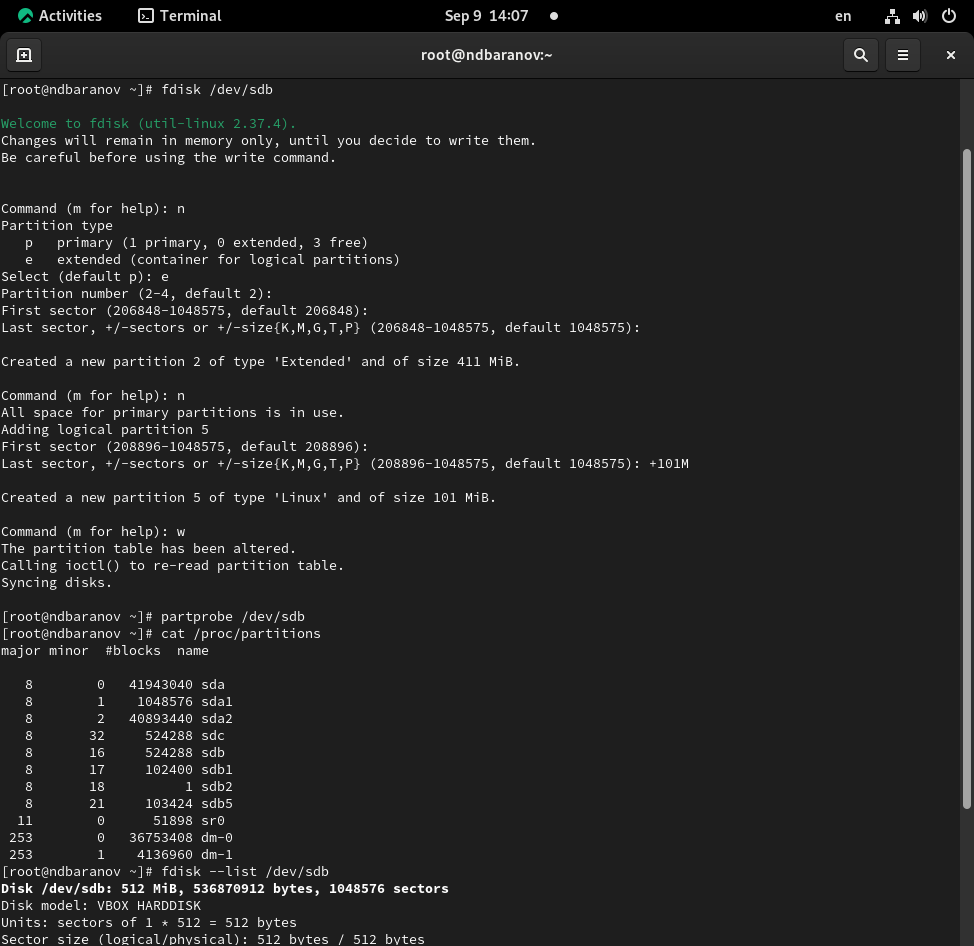 Activities Terminal Sep 9 14:07 en
root@ndbaranov:~
[root@ndbaranov ~]# fdisk /dev/sdb
Welcome to fdisk (util-linux 2.37.4).
Changes will remain in memory only, until you decide to write them.
Be careful before using the write command.
Command (m for help): n
Partition type
   p   primary (1 primary, 0 extended, 3 free)
   e   extended (container for logical partitions)
Select (default p): e
Partition number (2-4, default 2):
First sector (206848-1048575, default 206848):
Last sector, +/-sectors or +/-size{K,M,G,T,P} (206848-1048575, default 1048575):
Created a new partition 2 of type 'Extended' and of size 411 MiB.
Command (m for help): n
All space for primary partitions is in use.
Adding logical partition 5
First sector (208896-1048575, default 208896):
Last sector, +/-sectors or +/-size{K,M,G,T,P} (208896-1048575, default 1048575): +101M
Created a new partition 5 of type 'Linux' and of size 101 MiB.
Command (m for help): w
The partition table has been altered.
Calling ioctl() to re-read partition table.
Syncing disks.
[root@ndbaranov ~]# partprobe /dev/sdb
[root@ndbaranov ~]# cat /proc/partitions
major minor  #blocks  name
   8        0   41943040 sda
   8        1    1048576 sda1
   8        2   40893440 sda2
   8       32     524288 sdc
   8       16     524288 sdb
   8       17     102400 sdb1
   8       18          1 sdb2
   8       21     103424 sdb5
  11        0      51898 sr0
 253        0   36753408 dm-0
 253        1    4136960 dm-1
[root@ndbaranov ~]# fdisk --list /dev/sdb
Disk /dev/sdb: 512 MiB, 536870912 bytes, 1048576 sectors
Disk model: VBOX HARDDISK
Units: sectors of 1 * 512 = 512 bytes
Sector size (logical/physical): 512 bytes / 512 bytes